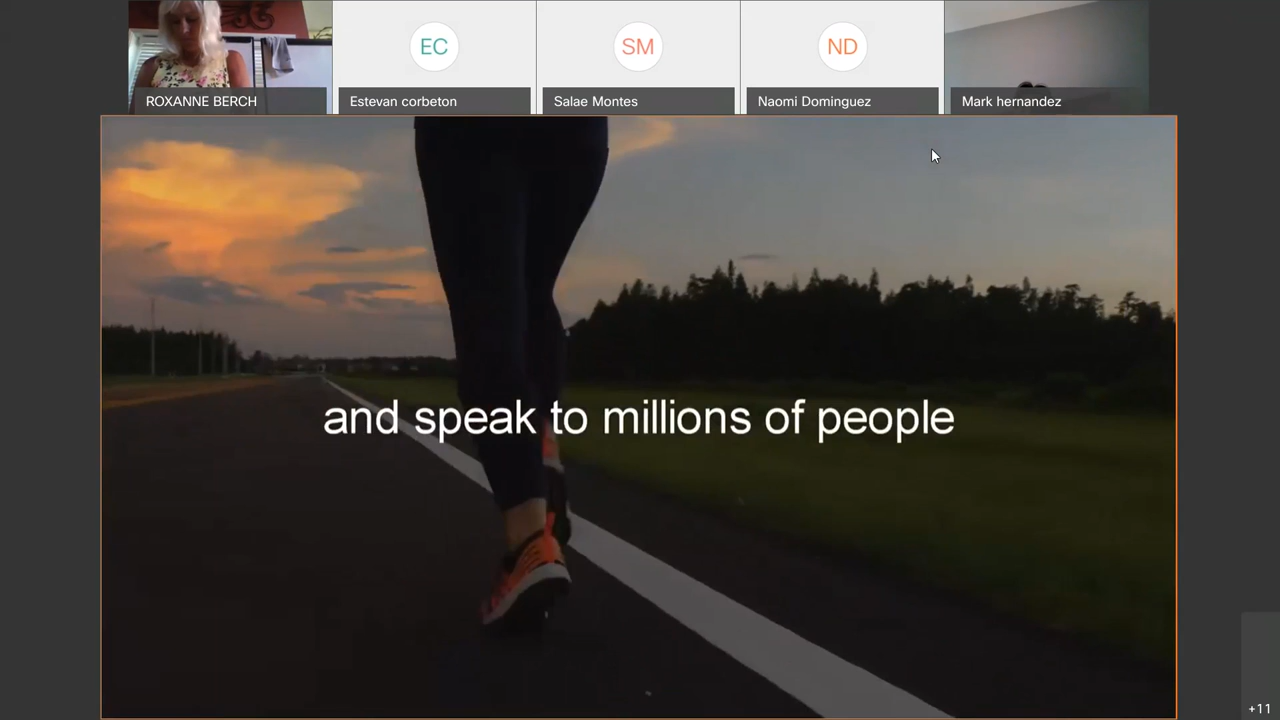 EC
SM
ND
ROXANNE BERCH
Estevan corbeton
Salae Montes
Naomi Dominguez
Mark hernandez
and speak to millions of people
+11